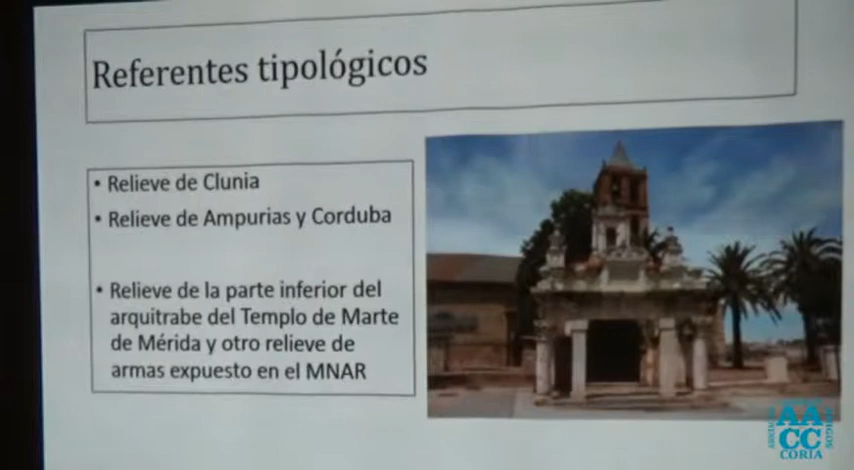 Referentes tipológicos
• Relieve de Clunia
• Relieve de Ampurias y Corduba
• Relieve de la parte inferior del
arquitrabe del Templo de Marte
de Mérida y otro relieve de
armas expuesto en el MNAR
AA
CC
CORIA